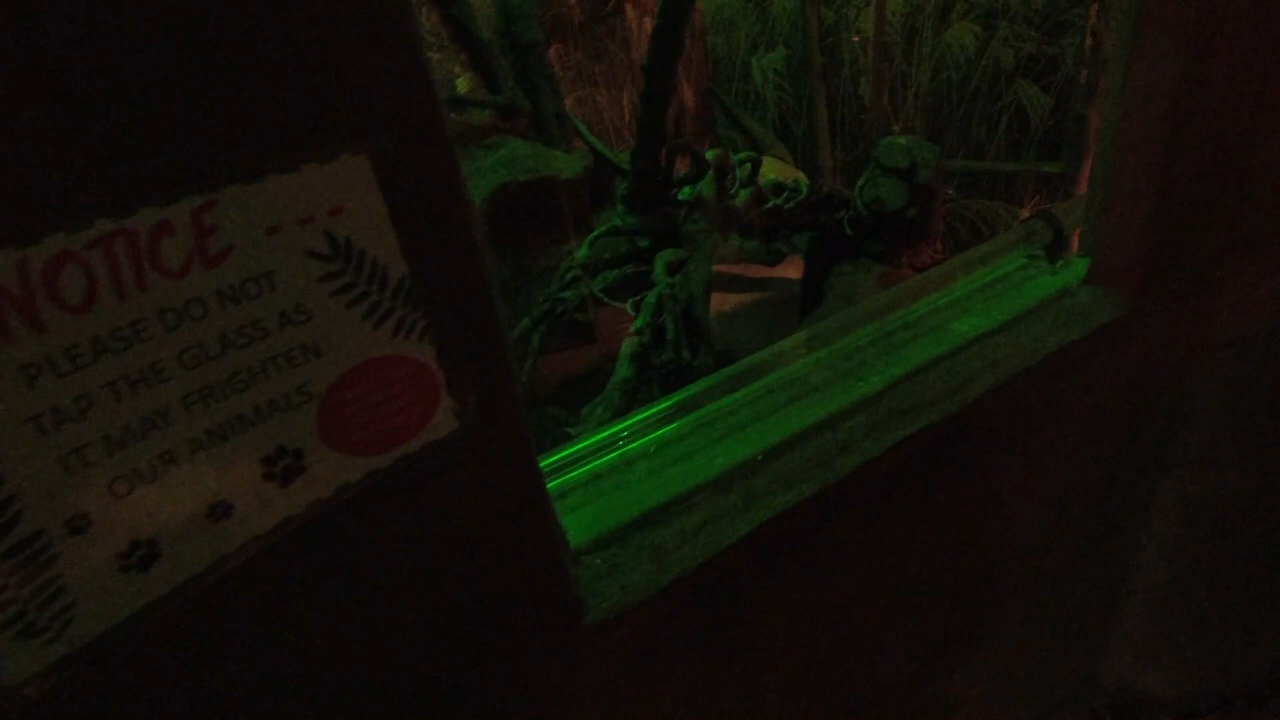 NOTICE ---
PLEASE DO NOT
TAP THE GLASS AS
IT MAY FRIGHTEN
OUR ANIMALS.